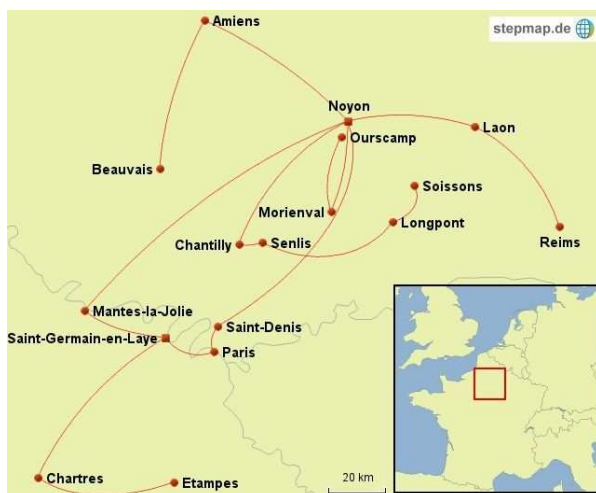 Amiens
stepmap.de
Noyon
Ourscamp
Laon
Beauvais
Soissons
Morienval
Longpont
Chantilly
Senlis
Reims
Mantes-la-Jolie
Saint-Denis
Saint-Germain-en-Laye
Paris
Chartres
Etampes
20 km